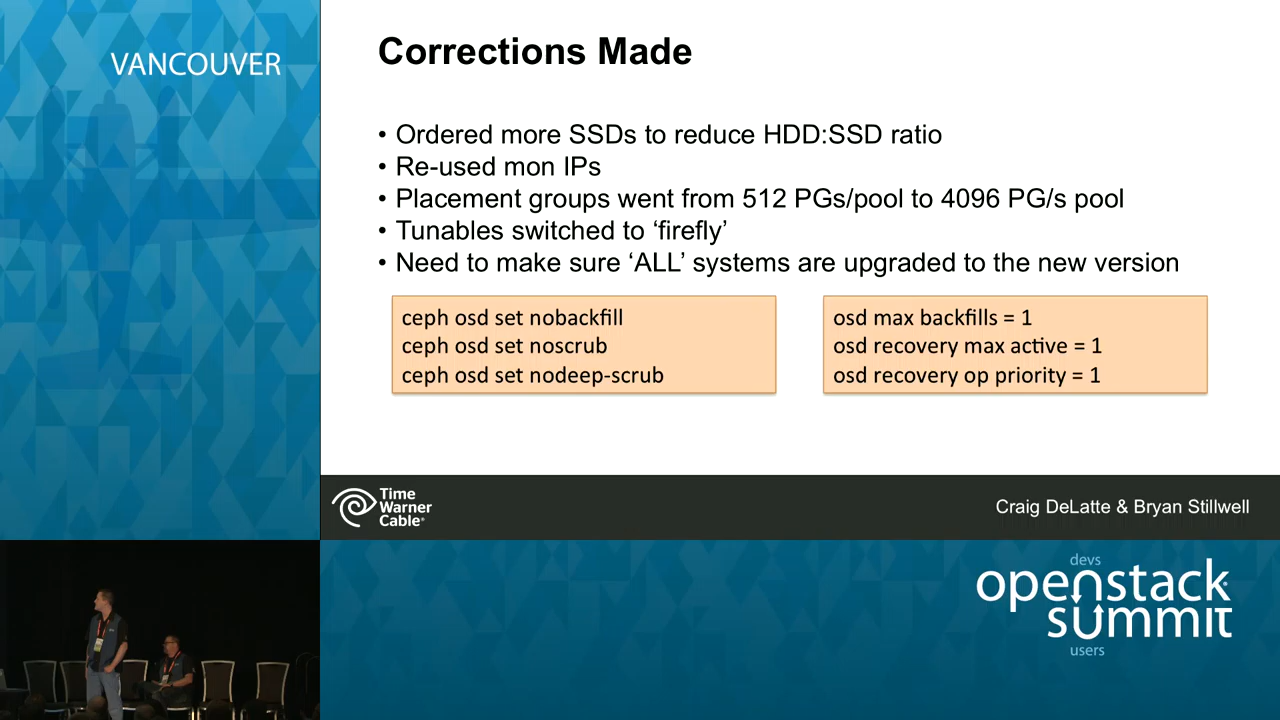 VANCOUVER
Corrections Made
• Ordered more SSDs to reduce HDD:SSD ratio
• Re-used mon IPs
• Placement groups went from 512 PGs/pool to 4096 PG/s pool
• Tunables switched to ‘firefly’
• Need to make sure ‘ALL’ systems are upgraded to the new version
ceph osd set nobackfill
ceph osd set noscrub
ceph osd set nodeep-scrub
osd max backfills = 1
osd recovery max active = 1
osd recovery op priority = 1
Time
Warner
Cable®
Craig DeLatte & Bryan Stillwell
devs
openstack
summit
users